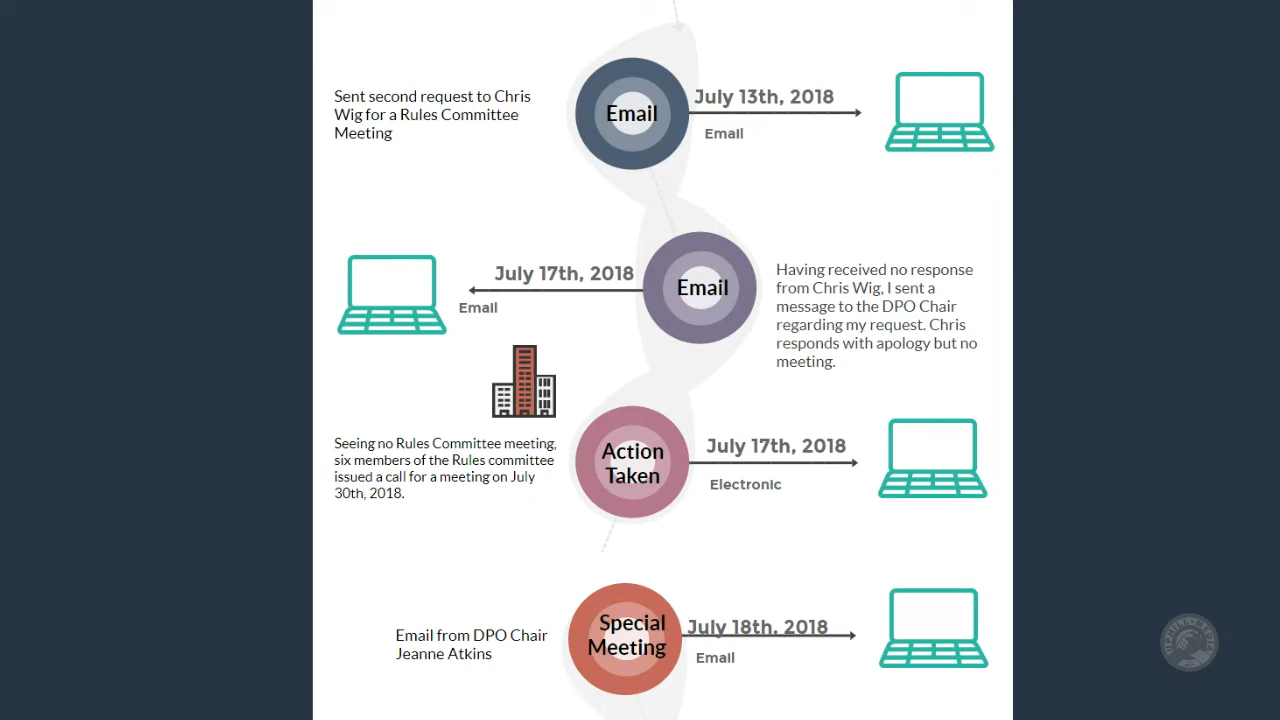 Sent second request to Chris
Wig for a Rules Committee
Meeting
Email
July 13th, 2018
Email
July 17th, 2018
Email
Email
Having received no response
from Chris Wig, I sent a
message to the DPO Chair
regarding my request. Chris
responds with apology but no
meeting.
Seeing no Rules Committee meeting,
six members of the Rules committee
issued a call for a meeting on July
30th, 2018.
Action
Taken
July 17th, 2018
Electronic
Email from DPO Chair
Jeanne Atkins
Special
Meeting
July 18th, 2018
Email